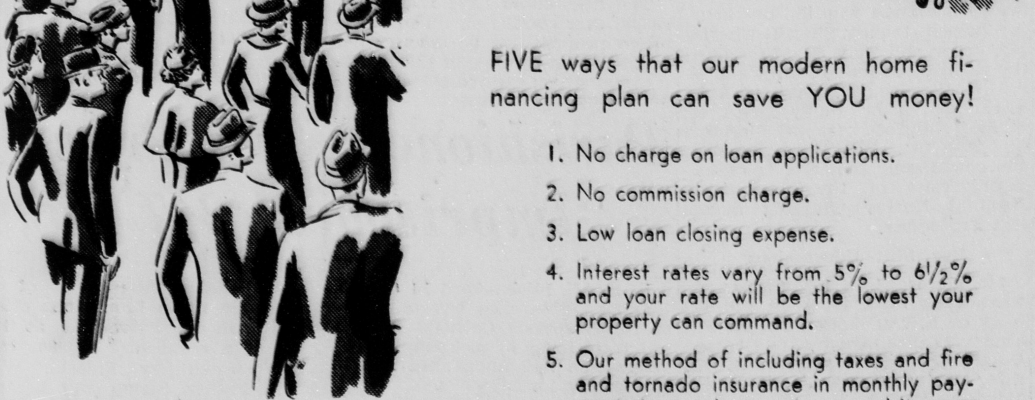 FIVE ways that our modern home fi-
nancing plan can save YOU money!
1. No charge on loan applications.
2. No commission charge.
3. Low loan closing expense.
4. Interest rates vary from 5% to 6½%
and your rate will be the lowest your
property can command.
5. Our method of including taxes and fire
and tornado insurance in monthly pay-